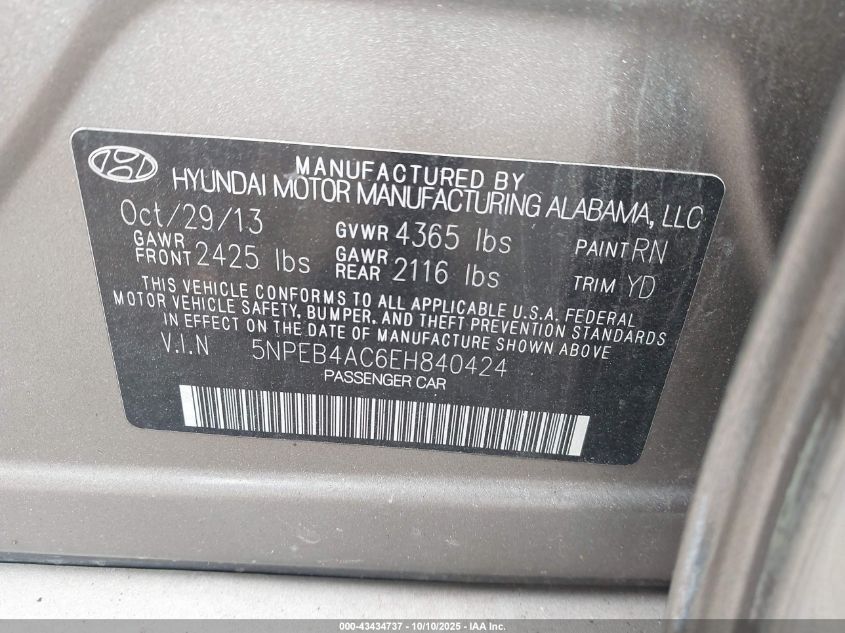 MANUFACTURED BY
HYUNDAI MOTOR MANUFACTURING ALABAMA, LLC
Oct/29/13 GVWR 4365 lbs PAINT RN
GAWR FRONT 2425 lbs GAWR REAR 2116 lbs TRIM YD
THIS VEHICLE CONFORMS TO ALL APPLICABLE U.S.A. FEDERAL
MOTOR VEHICLE SAFETY, BUMPER, AND THEFT PREVENTION STANDARDS
IN EFFECT ON THE DATE OF MANUFACTURE SHOWN ABOVE.
V.I.N 5NPEB4AC6EH840424
PASSENGER CAR
000-43434737 - 10/10/2025 - IAA Inc.